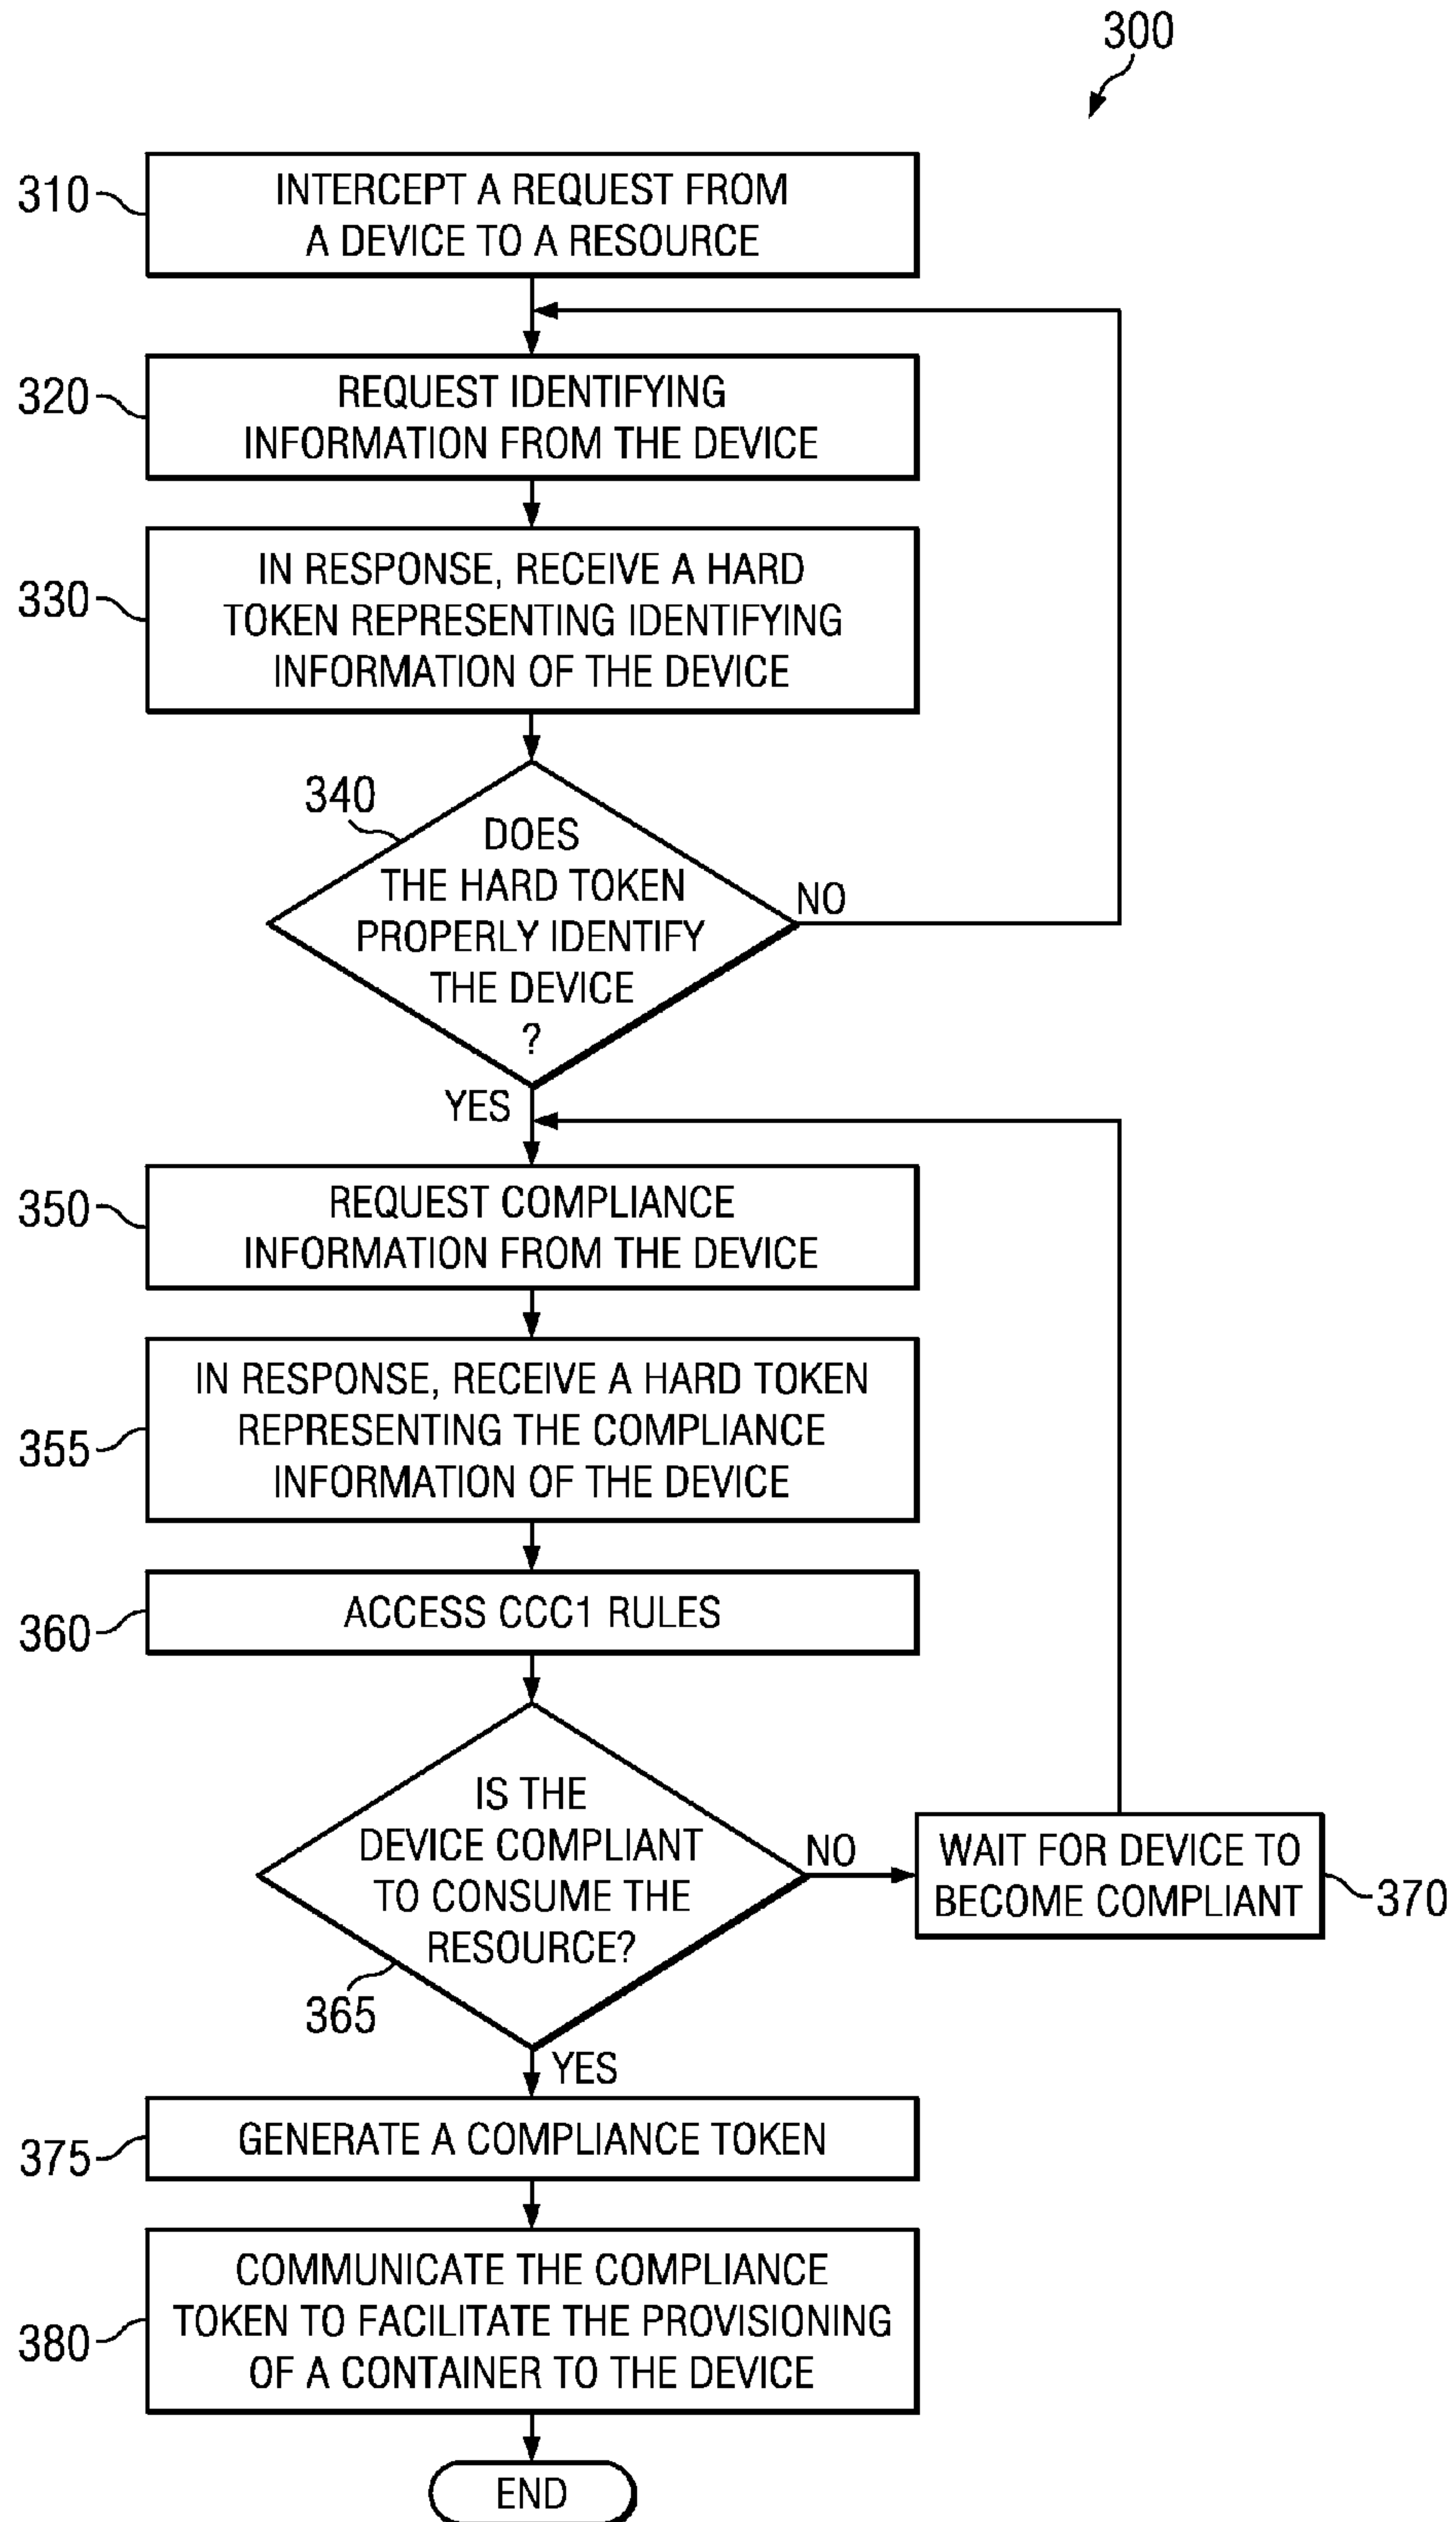 300
310
INTERCEPT A REQUEST FROM
A DEVICE TO A RESOURCE
320
REQUEST IDENTIFYING
INFORMATION FROM THE DEVICE
330
IN RESPONSE, RECEIVE A HARD
TOKEN REPRESENTING IDENTIFYING
INFORMATION OF THE DEVICE
340
DOES
THE HARD TOKEN
PROPERLY IDENTIFY
THE DEVICE
?
NO
YES
350
REQUEST COMPLIANCE
INFORMATION FROM THE DEVICE
355
IN RESPONSE, RECEIVE A HARD TOKEN
REPRESENTING THE COMPLIANCE
INFORMATION OF THE DEVICE
360
ACCESS CCC1 RULES
IS THE
DEVICE COMPLIANT
TO CONSUME THE
RESOURCE?
365
NO
WAIT FOR DEVICE TO
BECOME COMPLIANT
370
YES
375
GENERATE A COMPLIANCE TOKEN
380
COMMUNICATE THE COMPLIANCE
TOKEN TO FACILITATE THE PROVISIONING
OF A CONTAINER TO THE DEVICE
END